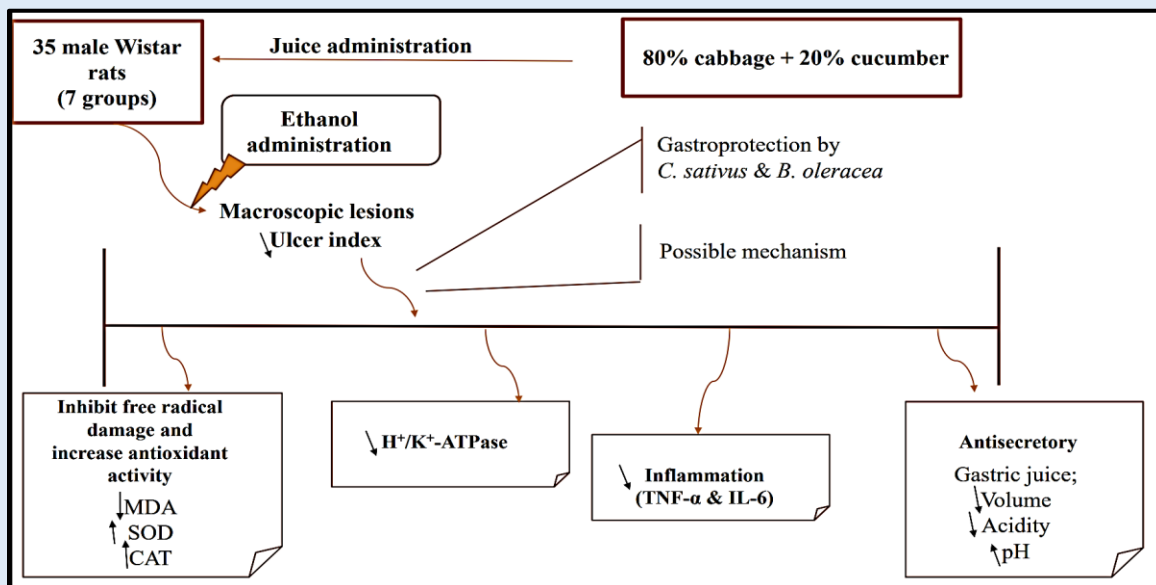 35 male Wistar
rats
(7 groups)
Juice administration
80% cabbage + 20% cucumber
Ethanol
administration
Macroscopic lesions
↘Ulcer index
Gastroprotection by
C. sativus & B. oleracea
Possible mechanism
Inhibit free radical
damage and
increase antioxidant
activity
↓MDA
↑SOD
↑CAT
↘ H⁺/K⁺-ATPase
↘ Inflammation
(TNF-α & IL-6)
Antisecretory
Gastric juice;
↘Volume
↘Acidity
↖pH